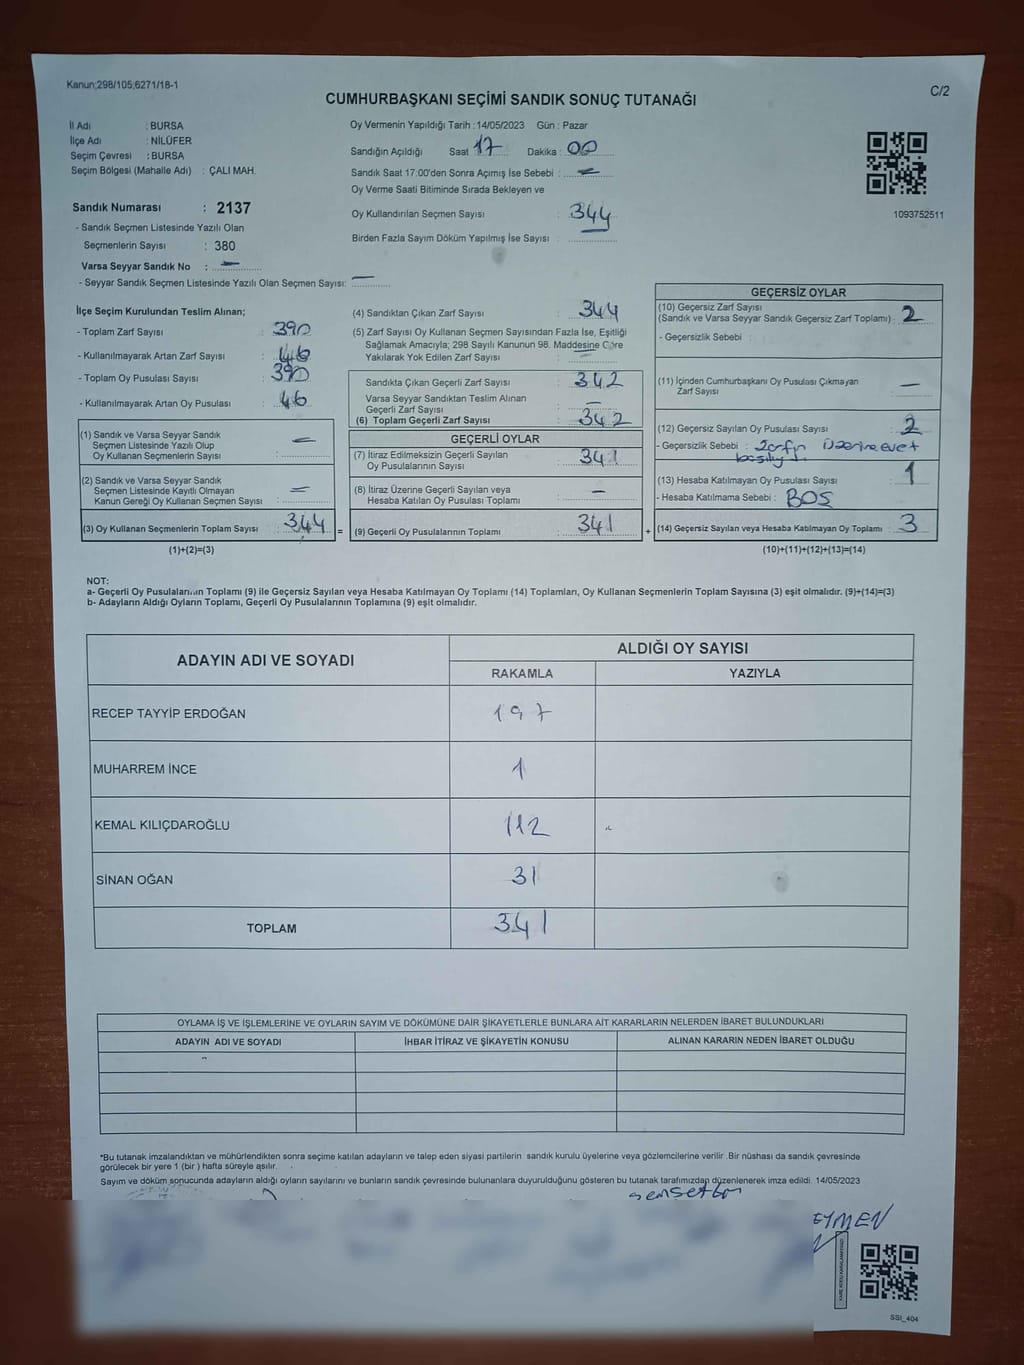 Kanun;298/105;6271/18-1
C/2
CUMHURBAŞKANI SEÇİMİ SANDIK SONUÇ TUTANAĞI
İl Adı : BURSA
İlçe Adı : NİLÜFER
Seçim Çevresi : BURSA
Seçim Bölgesi (Mahalle Adı) : ÇALI MAH.
Sandık Numarası : 2137
- Sandık Seçmen Listesinde Yazılı Olan
Seçmenlerin Sayısı : 380
Varsa Seyyar Sandık No : —
- Seyyar Sandık Seçmen Listesinde Yazılı Olan Seçmen Sayısı: —
Oy Vermenin Yapıldığı Tarih :14/05/2023 Gün : Pazar
Sandığın Açıldığı Saat 17 Dakika : 00
Sandık Saat 17:00'den Sonra Açımış İse Sebebi : —
Oy Verme Saati Bitiminde Sırada Bekleyen ve
Oy Kullandırılan Seçmen Sayısı : 344
Birden Fazla Sayım Döküm Yapılmış İse Sayısı :
1093752511
İlçe Seçim Kurulundan Teslim Alınan;
- Toplam Zarf Sayısı : 390
- Kullanılmayarak Artan Zarf Sayısı : 46
- Toplam Oy Pusulası Sayısı : 390
- Kullanılmayarak Artan Oy Pusulası : 46
(1) Sandık ve Varsa Seyyar Sandık
Seçmen Listesinde Yazılı Olup
Oy Kullanan Seçmenlerin Sayısı : —
(2) Sandık ve Varsa Seyyar Sandık
Seçmen Listesinde Kayıtlı Olmayan
Kanun Gereği Oy Kullanan Seçmen Sayısı : —
(3) Oy Kullanan Seçmenlerin Toplam Sayısı : 344 =
(1)+(2)=(3)
(4) Sandıktan Çıkan Zarf Sayısı : 344
(5) Zarf Sayısı Oy Kullanan Seçmen Sayısından Fazla İse, Eşitliği
Sağlamak Amacıyla; 298 Sayılı Kanunun 98. Maddesine Göre
Yakılarak Yok Edilen Zarf Sayısı : —
Sandıkta Çıkan Geçerli Zarf Sayısı : 342
Varsa Seyyar Sandıktan Teslim Alınan
Geçerli Zarf Sayısı : —
(6) Toplam Geçerli Zarf Sayısı : 342
GEÇERLİ OYLAR
(7) İtiraz Edilmeksizin Geçerli Sayılan
Oy Pusulalarının Sayısı : 341
(8) İtiraz Üzerine Geçerli Sayılan veya
Hesaba Katılan Oy Pusulası Toplamı : —
(9) Geçerli Oy Pusulalarının Toplamı : 341 +
GEÇERSİZ OYLAR
(10) Geçersiz Zarf Sayısı
(Sandık ve Varsa Seyyar Sandık Geçersiz Zarf Toplamı) : 2
- Geçersizlik Sebebi :
(11) İçinden Cumhurbaşkanı Oy Pusulası Çıkmayan
Zarf Sayısı : —
(12) Geçersiz Sayılan Oy Pusulası Sayısı : 2
- Geçersizlik Sebebi : Zarfın Üzerine evet
(13) Hesaba Katılmayan Oy Pusulası Sayısı : 1
- Hesaba Katılmama Sebebi : BOŞ
(14) Geçersiz Sayılan veya Hesaba Katılmayan Oy Toplamı : 3
(10)+(11)+(12)+(13)=(14)
NOT:
a- Geçerli Oy Pusulalarının Toplamı (9) ile Geçersiz Sayılan veya Hesaba Katılmayan Oy Toplamı (14) Toplamları, Oy Kullanan Seçmenlerin Toplam Sayısına (3) eşit olmalıdır. (9)+(14)=(3)
b- Adayların Aldığı Oyların Toplamı, Geçerli Oy Pusulalarının Toplamına (9) eşit olmalıdır.
ADAYIN ADI VE SOYADI
ALDIĞI OY SAYISI
RAKAMLA YAZIYLA
RECEP TAYYİP ERDOĞAN 197
MUHARREM İNCE 1
KEMAL KILIÇDAROĞLU 112
SİNAN OĞAN 31
TOPLAM 341
OYLAMA İŞ VE İŞLEMLERİNE VE OYLARIN SAYIM VE DÖKÜMÜNE DAİR ŞİKAYETLERLE BUNLARA AİT KARARLARIN NELERDEN İBARET BULUNDUKLARI
ADAYIN ADI VE SOYADI İHBAR İTİRAZ VE ŞİKAYETİN KONUSU ALINAN KARARIN NEDEN İBARET OLDUĞU
*Bu tutanak imzalandıktan ve mühürlendikten sonra seçime katılan adayların ve talep eden siyasi partilerin sandık kurulu üyelerine veya gözlemcilerine verilir. Bir nüshası da sandık çevresinde
görülecek bir yere 1 (bir) hafta süreyle asılır.
Sayım ve döküm sonucunda adayların aldığı oyların sayılarını ve bunların sandık çevresinde bulunanlara duyurulduğunu gösteren bu tutanak tarafımızdan düzenlenerek imza edildi. 14/05/2023
SSI_404